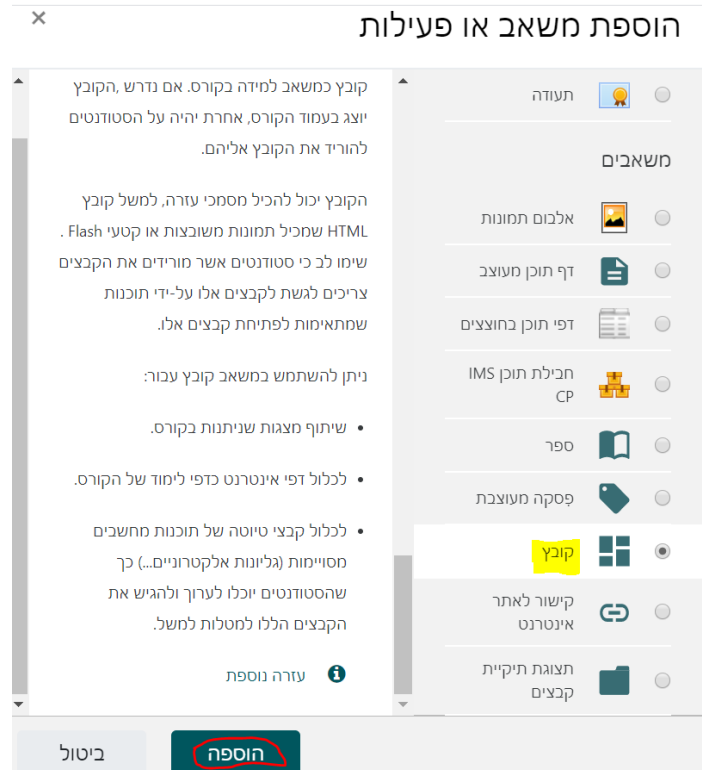 הוספת משאב או פעילות
×
תעודה
משאבים
אלבום תמונות
דף תוכן מעוצב
דפי תוכן בחוצצים
חבילת תוכן IMS
CP
ספר
פִסקה מעוצבת
קובץ
קישור לאתר
אינטרנט
תצוגת תיקיית
קבצים
קובץ כמשאב למידה בקורס. אם נדרש ,הקובץ
יוצג בעמוד הקורס, אחרת יהיה על הסטודנטים
להוריד את הקובץ אליהם.
הקובץ יכול להכיל מסמכי עזרה, למשל קובץ
HTML שמכיל תמונות משובצות או קטעי Flash .
שימו לב כי סטודנטים אשר מורידים את הקבצים
צריכים לגשת לקבצים אלו על-ידי תוכנות
שמתאימות לפתיחת קבצים אלו.
ניתן להשתמש במשאב קובץ עבור:
• שיתוף מצגות שניתנות בקורס.
• לכלול דפי אינטרנט כדפי לימוד של הקורס.
• לכלול קבצי טיוטה של תוכנות מחשבים
מסויימות (גליונות אלקטרוניים...) כך
שהסטודנטים יוכלו לערוך ולהגיש את
הקבצים הללו למטלות למשל.
עזרה נוספת
הוספה
ביטול